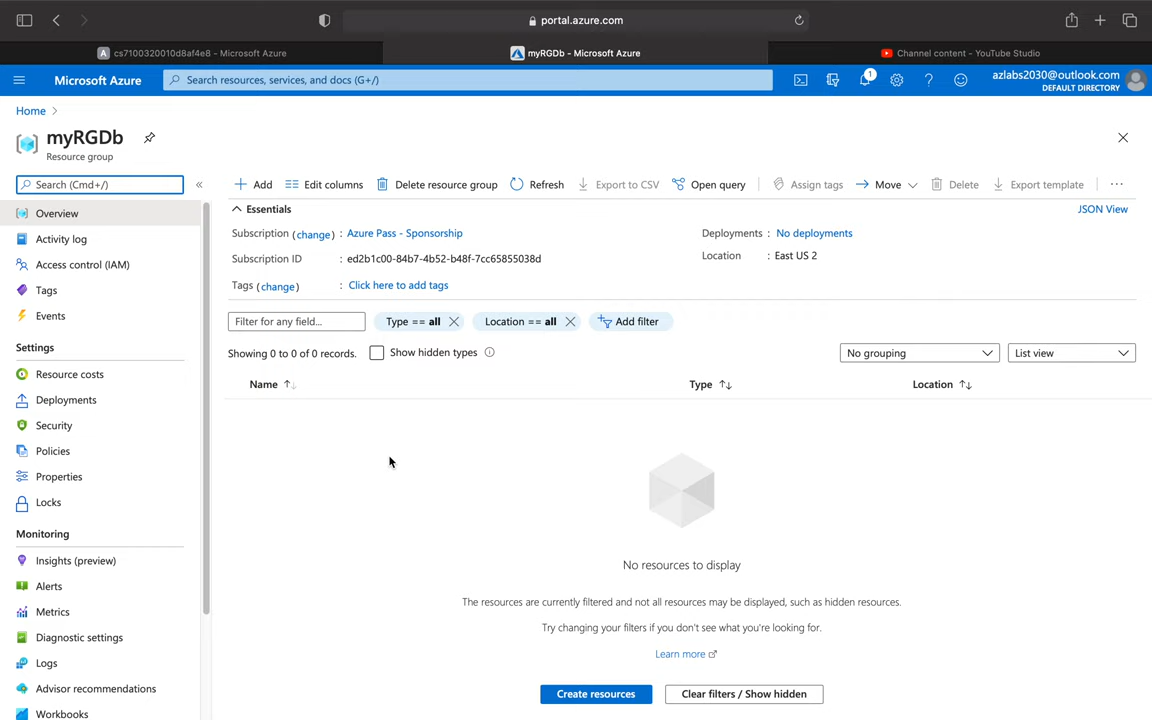 portal.azure.com
A cs7100320010d8af4e8 - Microsoft Azure
myRGDb - Microsoft Azure
Channel content - YouTube Studio
Microsoft Azure
Search resources, services, and docs (G+/)
1
azlabs2030@outlook.com
DEFAULT DIRECTORY
Home
myRGDb
Resource group
Search (Cmd+/)
«
Overview
Activity log
Access control (IAM)
Tags
Events
Settings
Resource costs
Deployments
Security
Policies
Properties
Locks
Monitoring
Insights (preview)
Alerts
Metrics
Diagnostic settings
Logs
Advisor recommendations
Workbooks
Add
Edit columns
Delete resource group
Refresh
Export to CSV
Open query
Assign tags
Move
Delete
Export template
···
Essentials
JSON View
Subscription (change) : Azure Pass - Sponsorship
Subscription ID : ed2b1c00-84b7-4b52-b48f-7cc65855038d
Tags (change) : Click here to add tags
Deployments : No deployments
Location : East US 2
Filter for any field...
Type == all
Location == all
Add filter
Showing 0 to 0 of 0 records.
Show hidden types
No grouping
List view
Name
Type
Location
No resources to display
The resources are currently filtered and not all resources may be displayed, such as hidden resources.
Try changing your filters if you don't see what you're looking for.
Learn more
Create resources
Clear filters / Show hidden